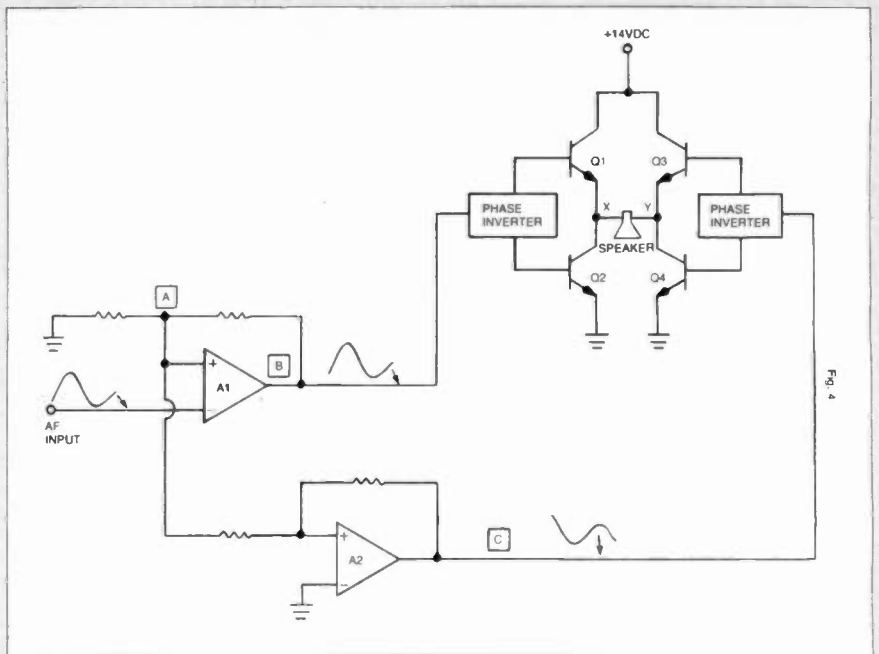 +14VDC
Q1
Q3
PHASE
INVERTER
X
Y
SPEAKER
PHASE
INVERTER
Q2
Q4
A
+
A1
-
B
AF
INPUT
+
A2
-
C
Fig. 4